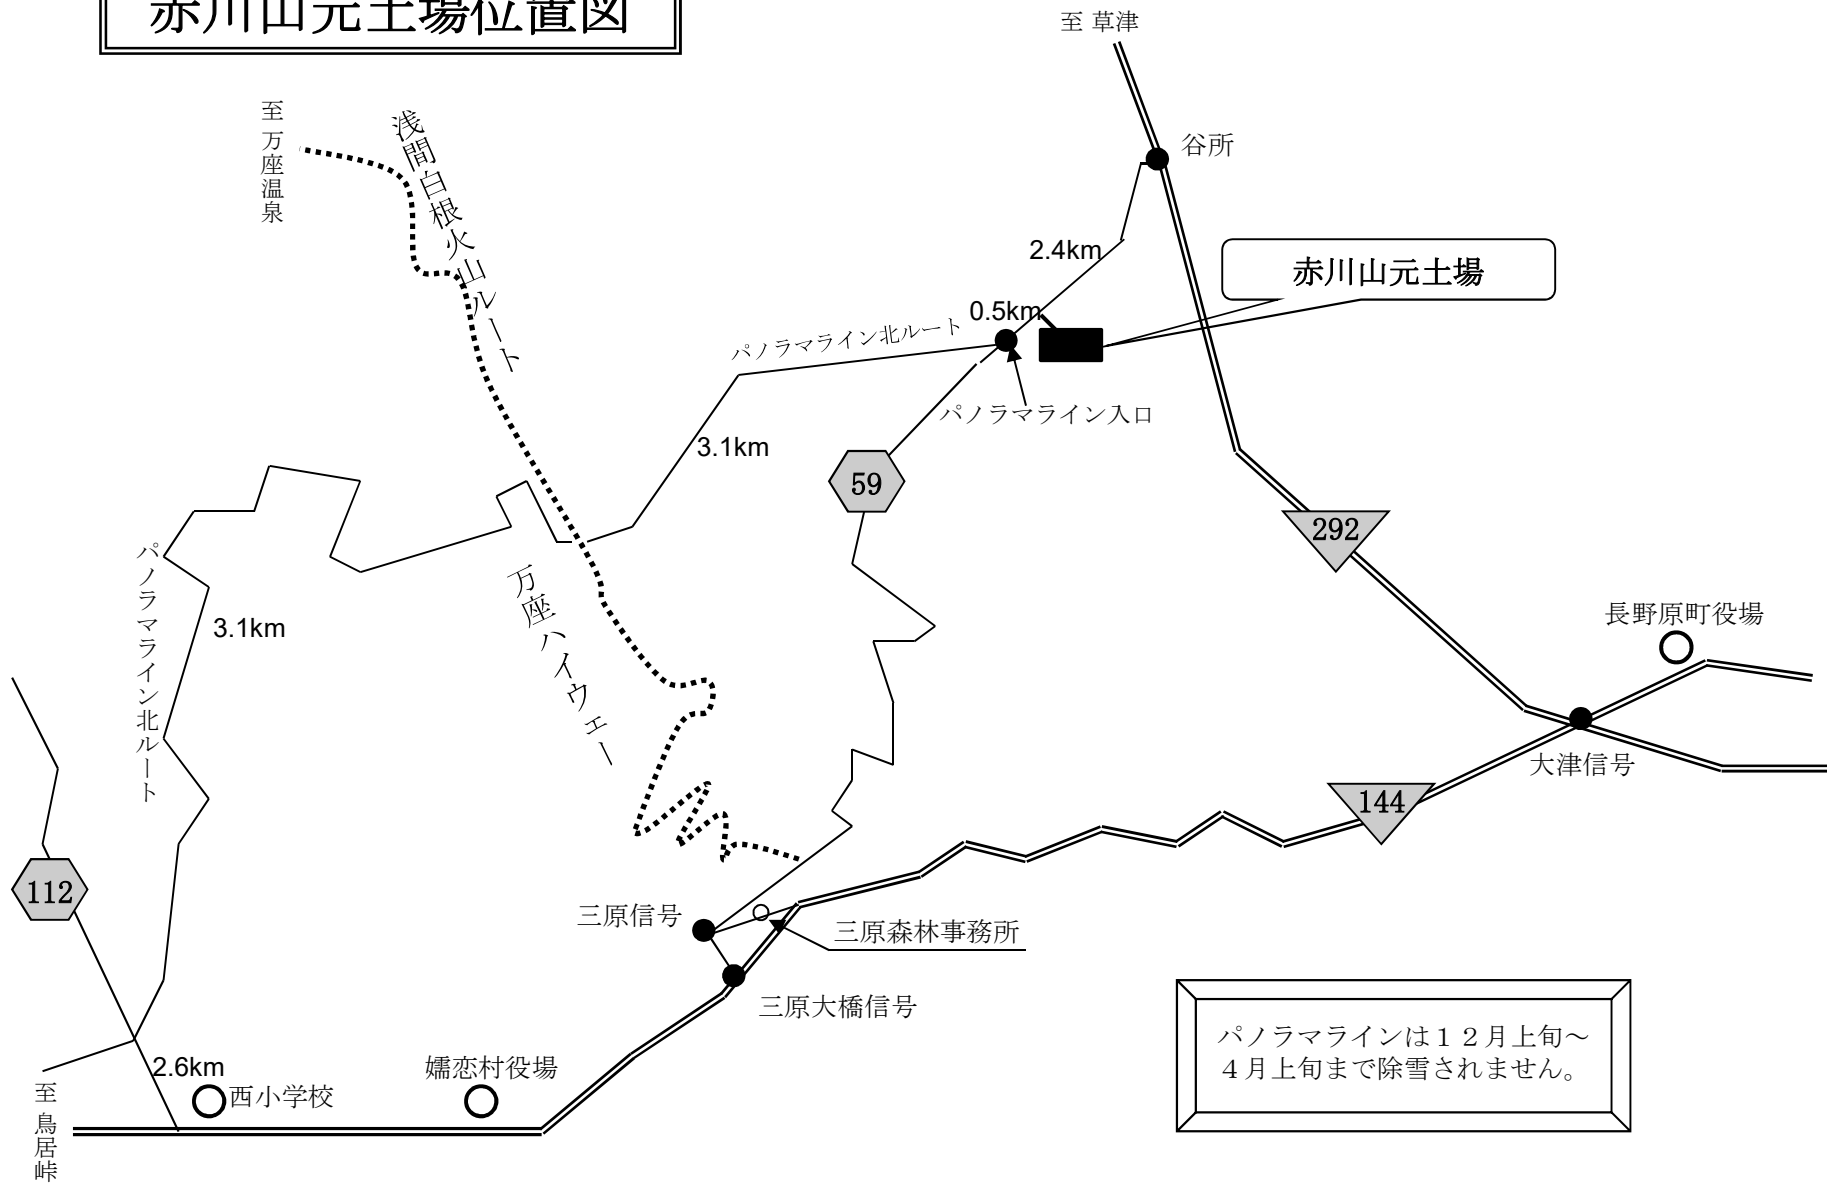 赤川山元土場位置図
至 草津
至 万座温泉
浅間白根火山ルート
谷所
2.4km
赤川山元土場
0.5km
パノラマライン北ルート
パノラマライン入口
3.1km
59
292
パノラマライン北ルート
万座ハイウェー
3.1km
長野原町役場
大津信号
144
112
三原信号
三原森林事務所
三原大橋信号
パノラマラインは１２月上旬～
４月上旬まで除雪されません。
2.6km
嬬恋村役場
西小学校
至 鳥居峠